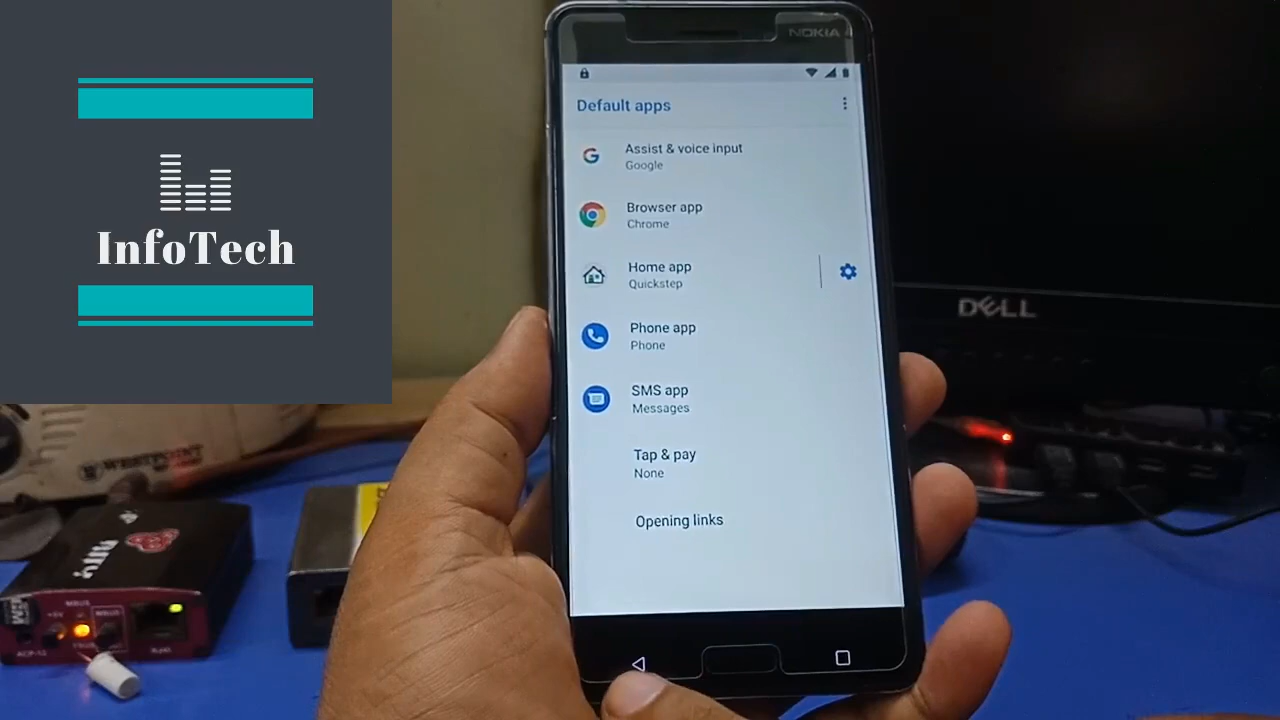 InfoTech
NOKIA
Default apps
Assist & voice input
Google
Browser app
Chrome
Home app
Quickstep
Phone app
Phone
SMS app
Messages
Tap & pay
None
Opening links
DELL
WESTPOINT